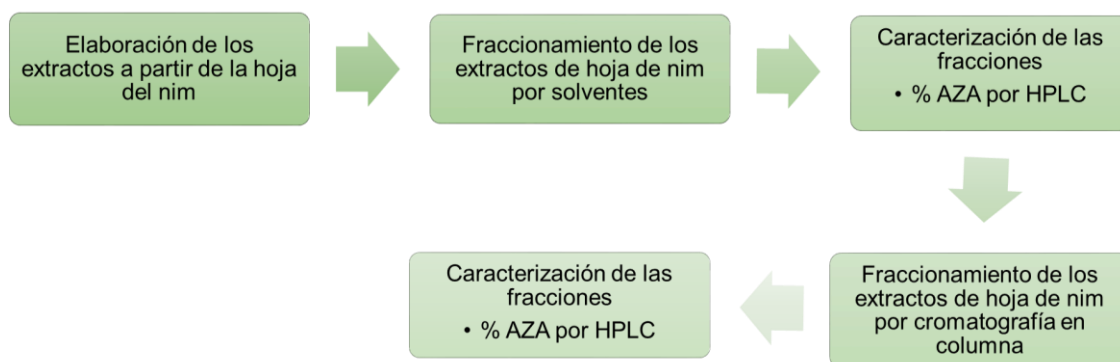 Elaboración de los
extractos a partir de la hoja
del nim
Fraccionamiento de los
extractos de hoja de nim
por solventes
Caracterización de las
fracciones
• % AZA por HPLC
Fraccionamiento de los
extractos de hoja de nim
por cromatografía en
columna
Caracterización de las
fracciones
• % AZA por HPLC